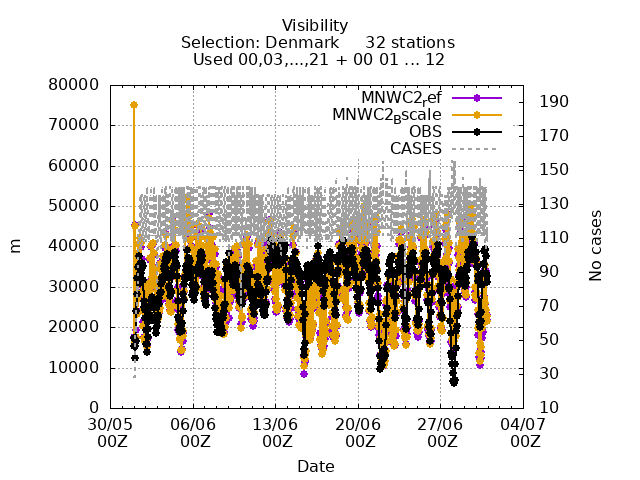 Visibility
Selection: Denmark     32 stations
Used 00,03,...,21 + 00 01 ... 12
MNWC2ref
MNWC2Bscale
OBS
CASES
80000
70000
60000
50000
40000
30000
20000
10000
0
m
190
170
150
130
110
90
70
50
30
10
No cases
30/05 06/06 13/06 20/06 27/06 04/07
00Z 00Z 00Z 00Z 00Z 00Z
Date